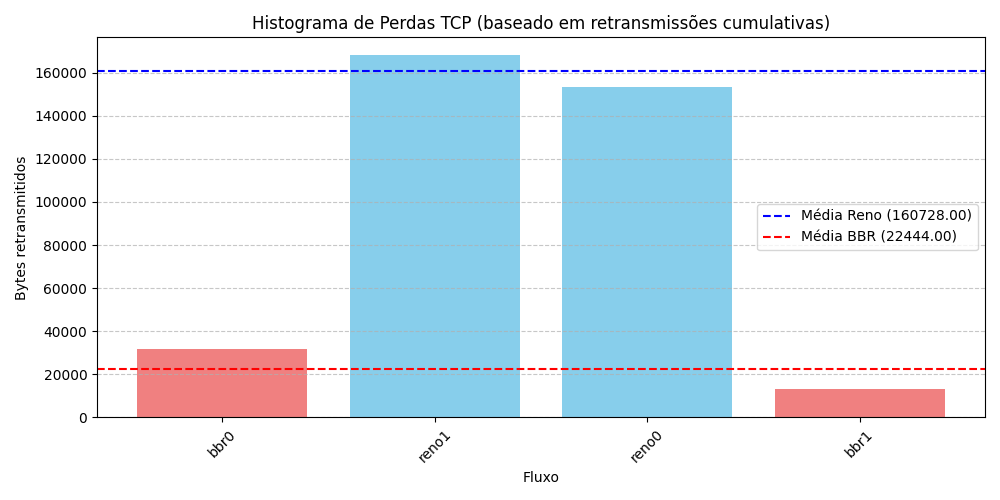 Histograma de Perdas TCP (baseado em retransmissões cumulativas)
Bytes retransmitidos
160000
140000
120000
100000
80000
60000
40000
20000
0
Média Reno (160728.00)
Média BBR (22444.00)
bbr0
reno1
reno0
bbr1
Fluxo